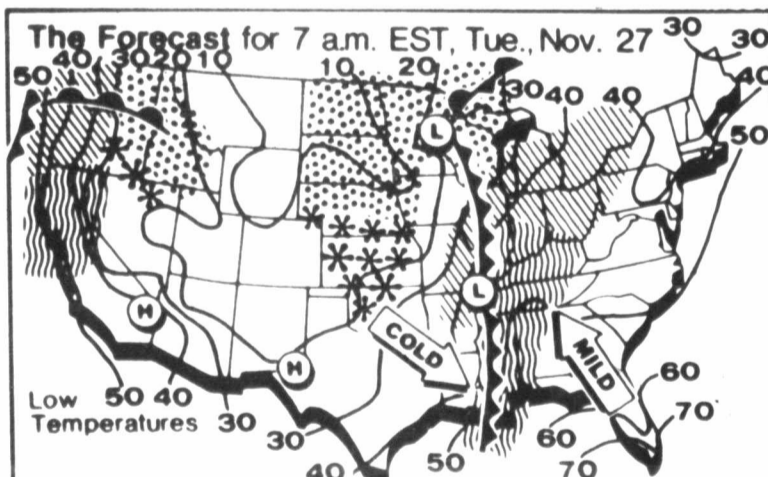 The Forecast for 7 a.m. EST, Tue., Nov. 27
30 30
50 40 30 20 10 10 20 30 40 40 40
50
L
L
H
H
COLD
MILD
Low
Temperatures
50 40 30 30 40 50 60 70 60 70